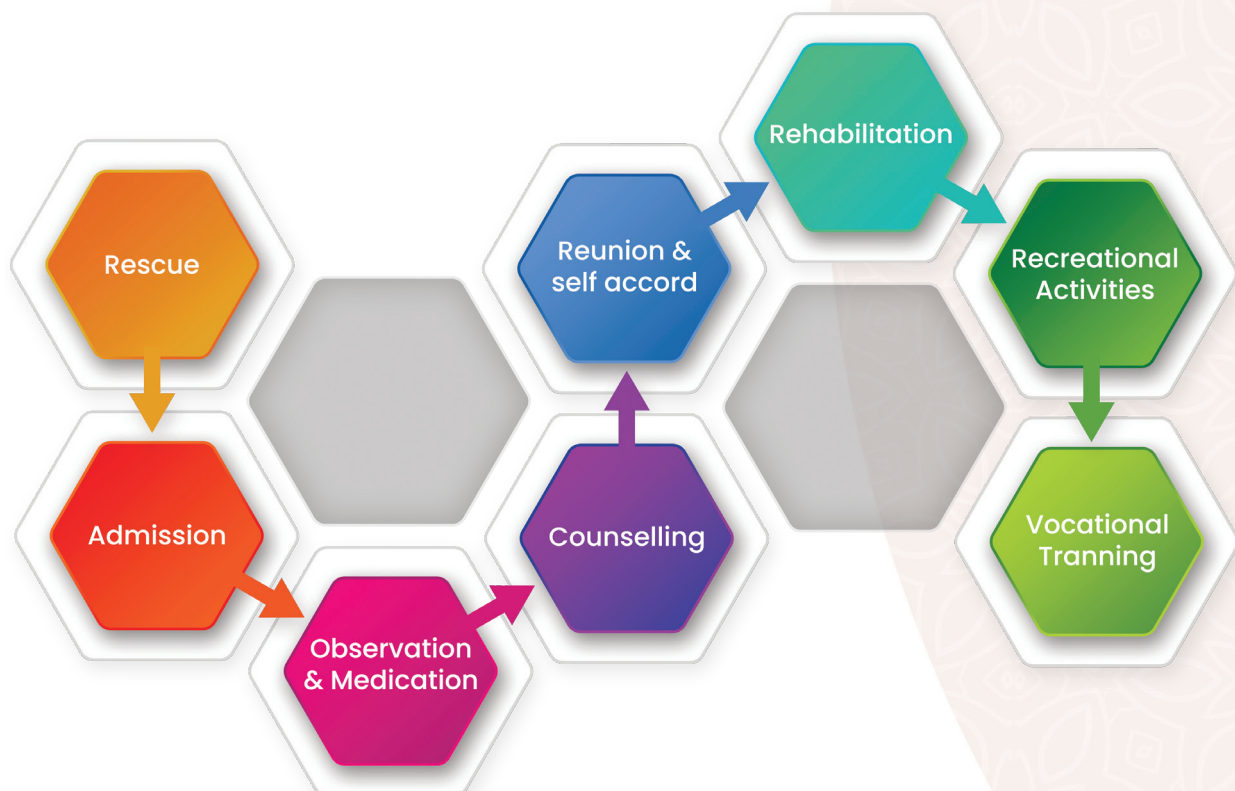 Rescue
Admission
Observation
& Medication
Counselling
Reunion &
self accord
Rehabilitation
Recreational
Activities
Vocational
Tranning